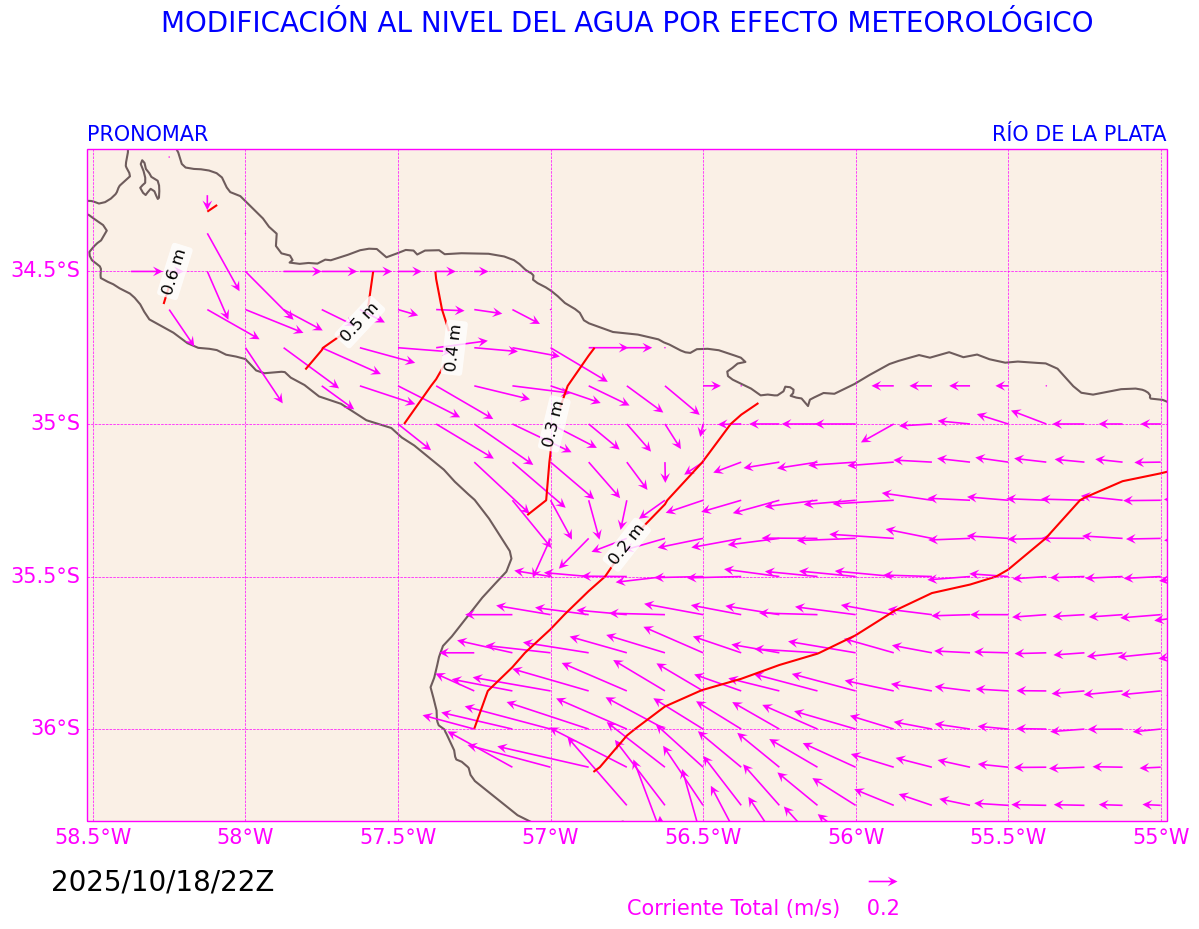 MODIFICACIÓN AL NIVEL DEL AGUA POR EFECTO METEOROLÓGICO
PRONOMAR
RÍO DE LA PLATA
0.6 m
34.5°S
0.5 m
0.4 m
0.3 m
35°S
0.2 m
35.5°S
36°S
58.5°W
58°W
57.5°W
57°W
56.5°W
56°W
55.5°W
55°W
2025/10/18/22Z
Corriente Total (m/s) 0.2